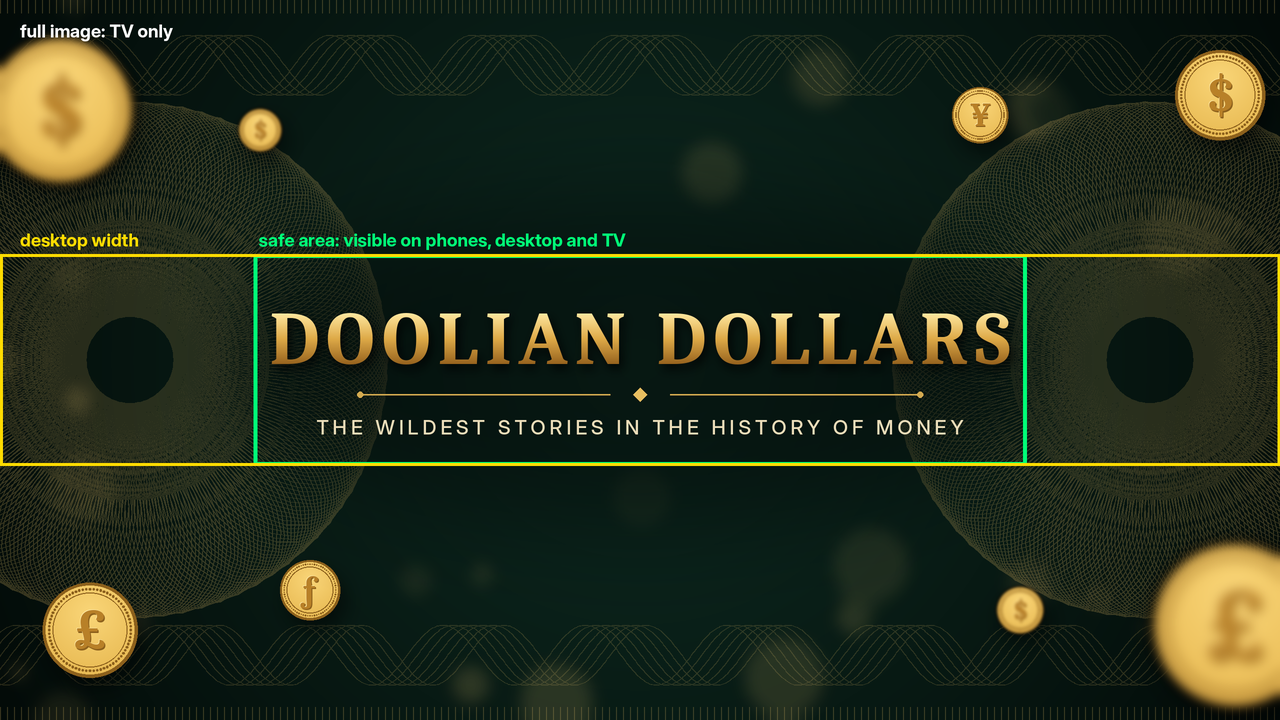 full image: TV only
$
$
¥
$
desktop width
safe area: visible on phones, desktop and TV
DOOLIAN DOLLARS
THE WILDEST STORIES IN THE HISTORY OF MONEY
£
ƒ
$
£